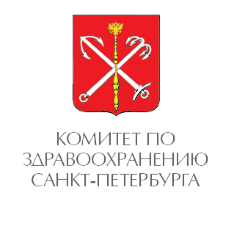 КОМИТЕТ ПО
ЗДРАВООХРАНЕНИЮ
САНКТ-ПЕТЕРБУРГА